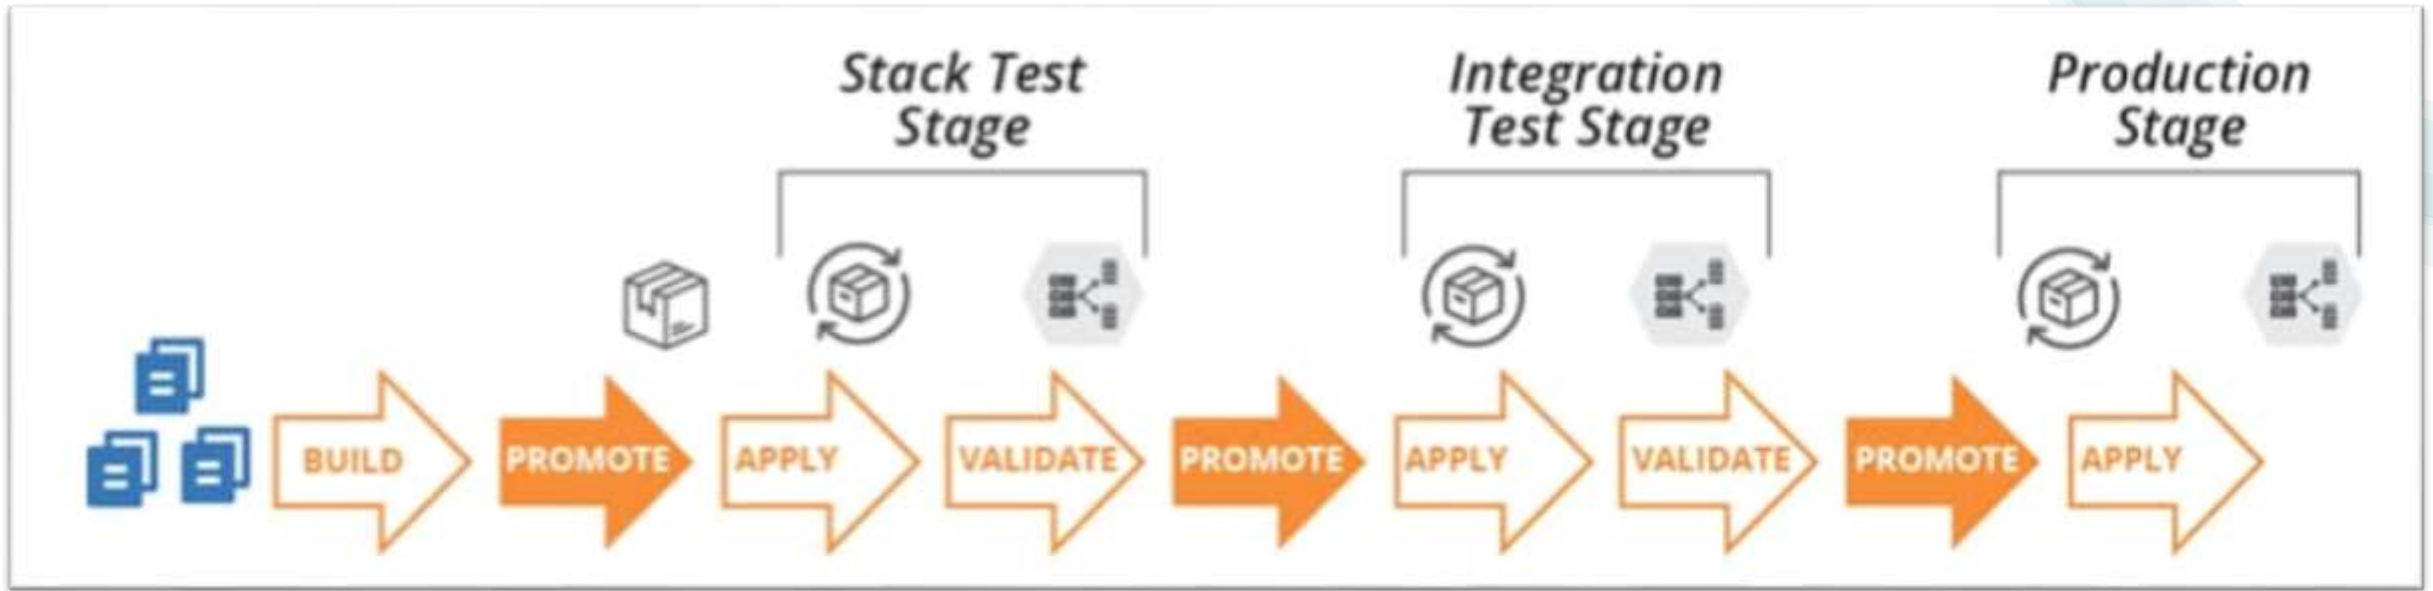 Stack Test
Stage
Integration
Test Stage
Production
Stage
BUILD
PROMOTE
APPLY
VALIDATE
PROMOTE
APPLY
VALIDATE
PROMOTE
APPLY